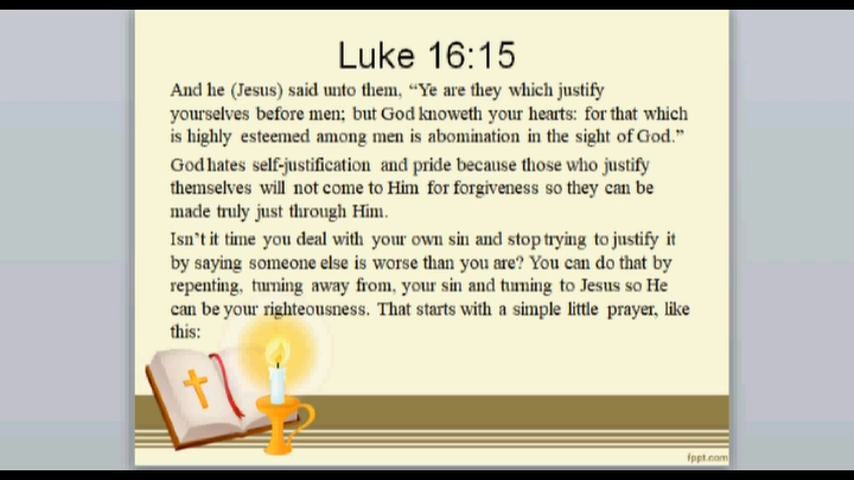 Luke 16:15
And he (Jesus) said unto them, “Ye are they which justify
yourselves before men; but God knoweth your hearts: for that which
is highly esteemed among men is abomination in the sight of God.”
God hates self-justification and pride because those who justify
themselves will not come to Him for forgiveness so they can be
made truly just through Him.
Isn’t it time you deal with your own sin and stop trying to justify it
by saying someone else is worse than you are? You can do that by
repenting, turning away from, your sin and turning to Jesus so He
can be your righteousness. That starts with a simple little prayer, like
this:
fppt.com